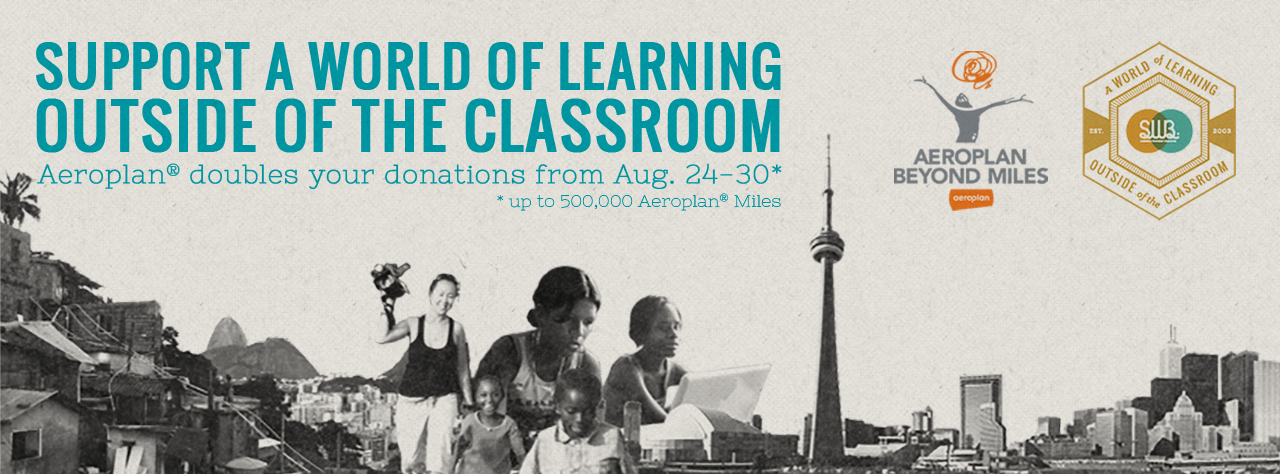 SUPPORT A WORLD OF LEARNING
OUTSIDE OF THE CLASSROOM
Aeroplan® doubles your donations from Aug. 24-30*
* up to 500,000 Aeroplan® Miles
AEROPLAN
BEYOND MILES
aeroplan
A WORLD of LEARNING
EST. 2003
SWB
OUTSIDE of the CLASSROOM